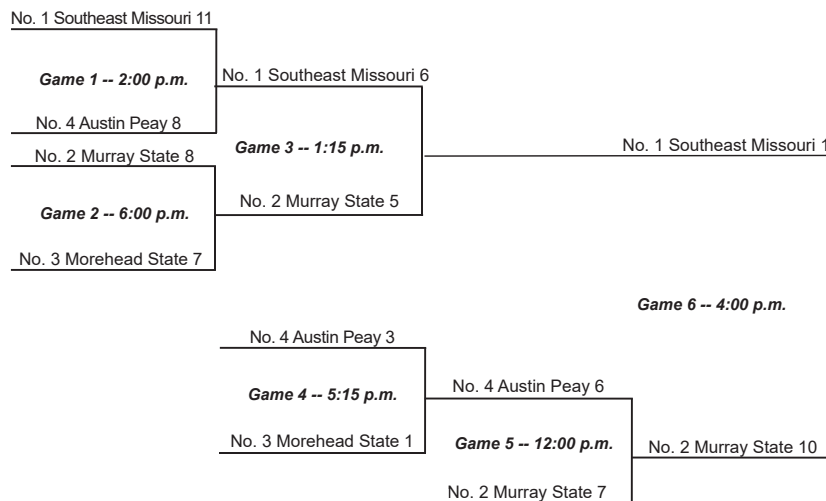 No. 1 Southeast Missouri 11
Game 1 -- 2:00 p.m.
No. 1 Southeast Missouri 6
No. 4 Austin Peay 8
No. 2 Murray State 8
Game 3 -- 1:15 p.m.
No. 1 Southeast Missouri 1
Game 2 -- 6:00 p.m.
No. 2 Murray State 5
No. 3 Morehead State 7
Game 6 -- 4:00 p.m.
No. 4 Austin Peay 3
Game 4 -- 5:15 p.m.
No. 4 Austin Peay 6
No. 3 Morehead State 1
Game 5 -- 12:00 p.m.
No. 2 Murray State 10
No. 2 Murray State 7